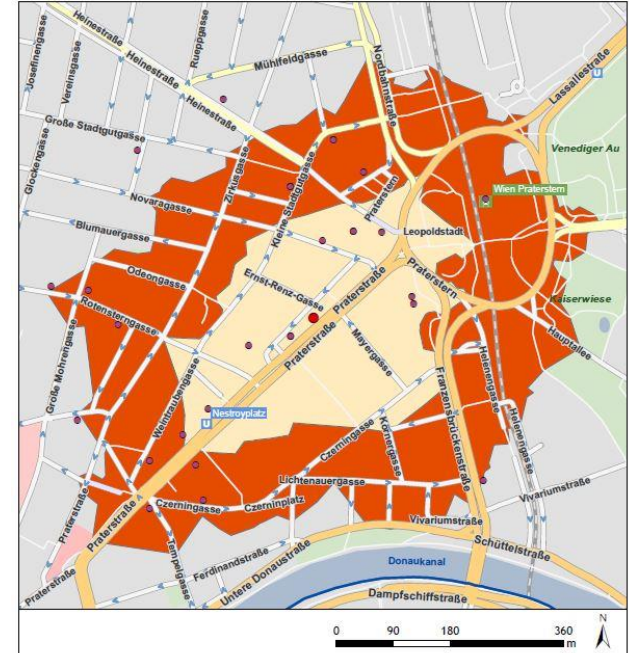 Josefinengasse
Heinestraße
Vereinsgasse
Rueppgasse
Heinestraße
Mühlfeldgasse
Nordbahnstraße
Lassallestraße
U
Heinestraße
Große Stadtgutgasse
Glockengasse
Zirkusgasse
Kleine Stadtgutgasse
Venediger Au
Novaragasse
Praterstern
Wien Praterstern
Blumauergasse
Leopoldstadt
Odeongasse
Ernst-Renz-Gasse
Praterstraße
Praterstern
Kaiserwiese
Rotensterngasse
Praterstraße
Mayergasse
Hauptallee
Große Mohrengasse
Weintraubengasse
Helenengasse
Franzensbrückenstraße
Nestroyplatz
U
Czerningasse
Körnergasse
Helenengasse
Lichtenauergasse
Praterstraße
Czerningasse
Czerninplatz
Vivariumstraße
Praterstraße
Tempelgasse
Vivariumstraße
Schüttelstraße
Praterstraße
Ferdinandstraße
Untere Donaustraße
Donaukanal
Dampfschiffstraße
0 90 180 360
m
N